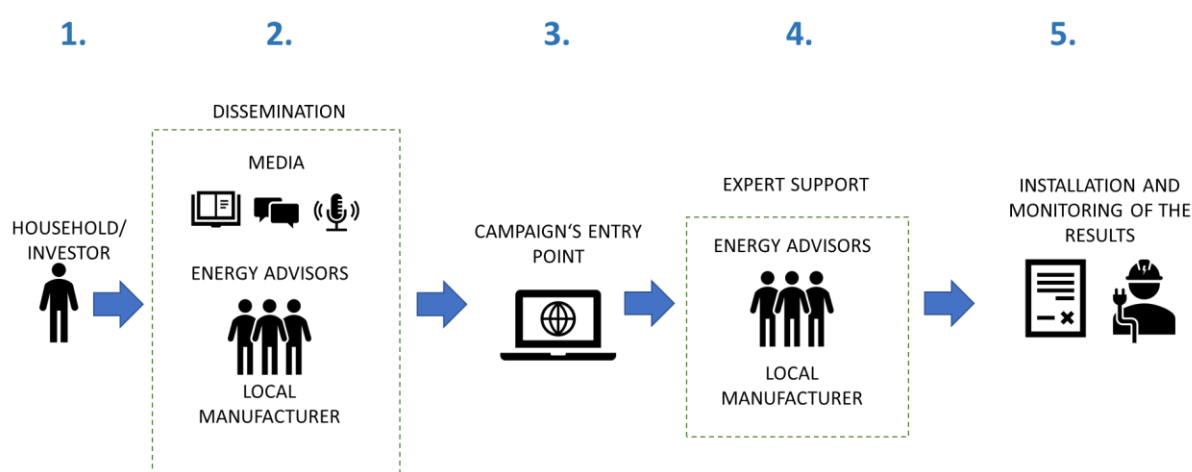 1.
2.
3.
4.
5.
HOUSEHOLD/
INVESTOR
DISSEMINATION
MEDIA
ENERGY ADVISORS
LOCAL
MANUFACTURER
CAMPAIGN‘S ENTRY
POINT
EXPERT SUPPORT
ENERGY ADVISORS
LOCAL
MANUFACTURER
INSTALLATION AND
MONITORING OF THE
RESULTS